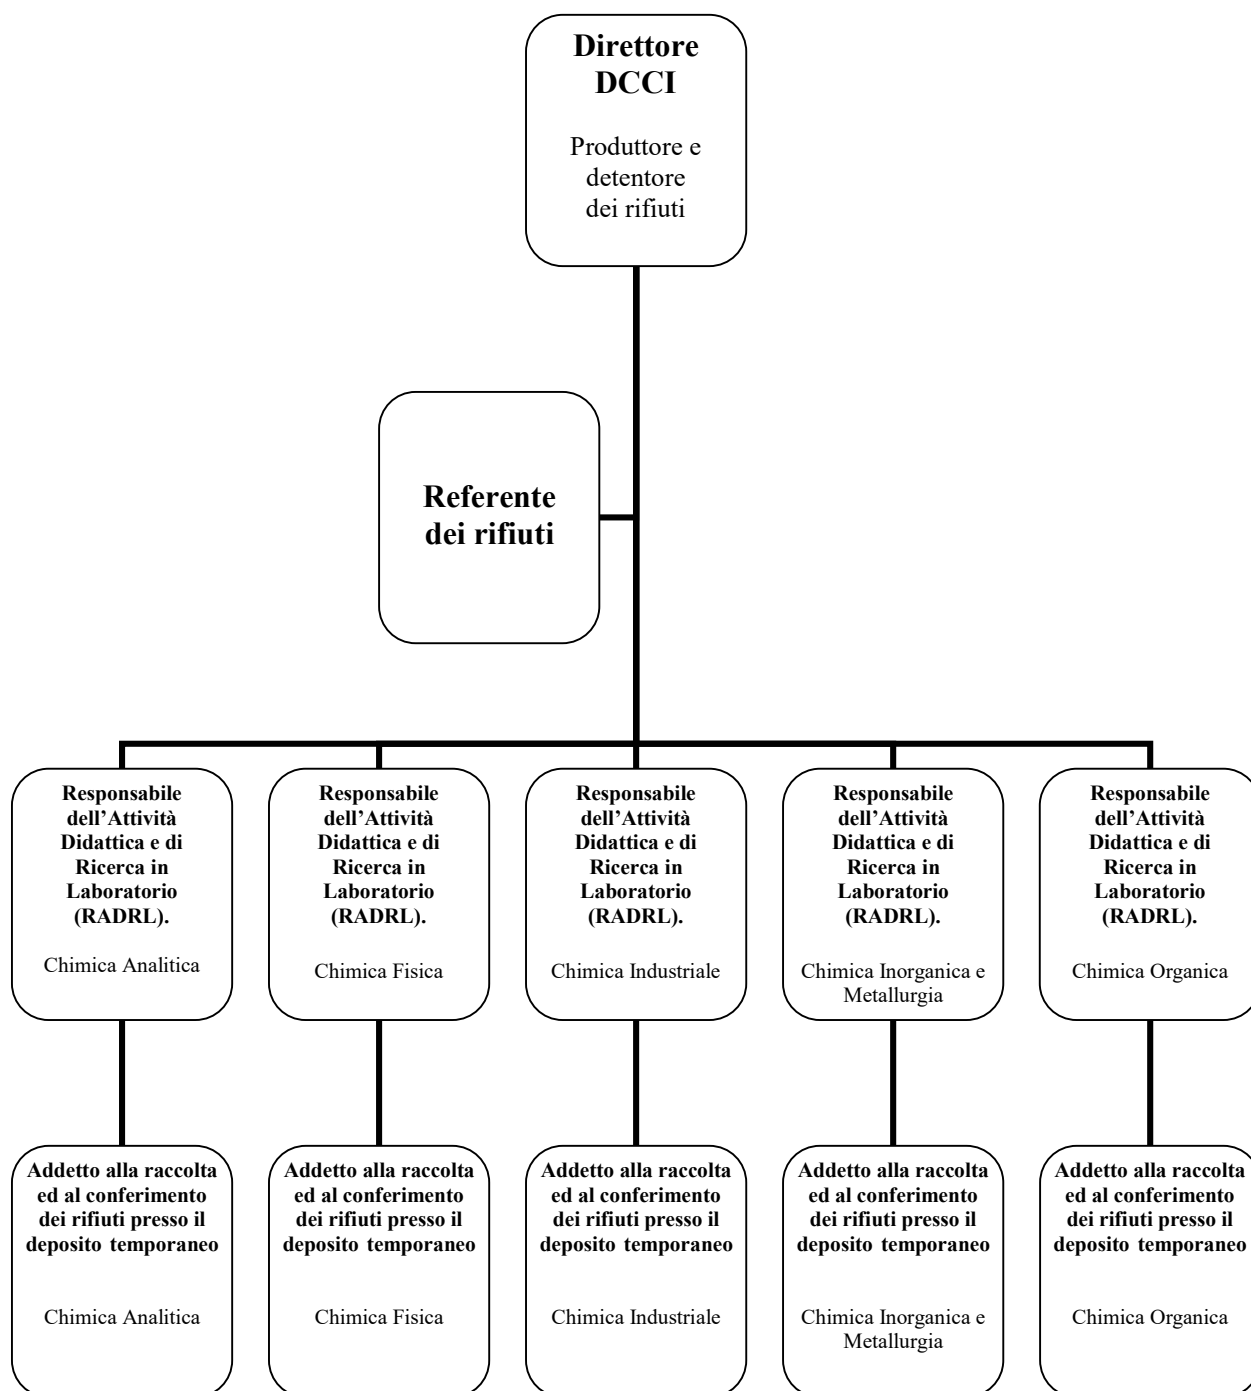 Direttore
DCCI
Produttore e
detentore
dei rifiuti
Referente
dei rifiuti
Responsabile
dell’Attività
Didattica e di
Ricerca in
Laboratorio
(RADRL).
Chimica Analitica
Responsabile
dell’Attività
Didattica e di
Ricerca in
Laboratorio
(RADRL).
Chimica Fisica
Responsabile
dell’Attività
Didattica e di
Ricerca in
Laboratorio
(RADRL).
Chimica Industriale
Responsabile
dell’Attività
Didattica e di
Ricerca in
Laboratorio
(RADRL).
Chimica Inorganica e
Metallurgia
Responsabile
dell’Attività
Didattica e di
Ricerca in
Laboratorio
(RADRL).
Chimica Organica
Addetto alla raccolta
ed al conferimento
dei rifiuti presso il
deposito temporaneo
Chimica Analitica
Addetto alla raccolta
ed al conferimento
dei rifiuti presso il
deposito temporaneo
Chimica Fisica
Addetto alla raccolta
ed al conferimento
dei rifiuti presso il
deposito temporaneo
Chimica Industriale
Addetto alla raccolta
ed al conferimento
dei rifiuti presso il
deposito temporaneo
Chimica Inorganica e
Metallurgia
Addetto alla raccolta
ed al conferimento
dei rifiuti presso il
deposito temporaneo
Chimica Organica